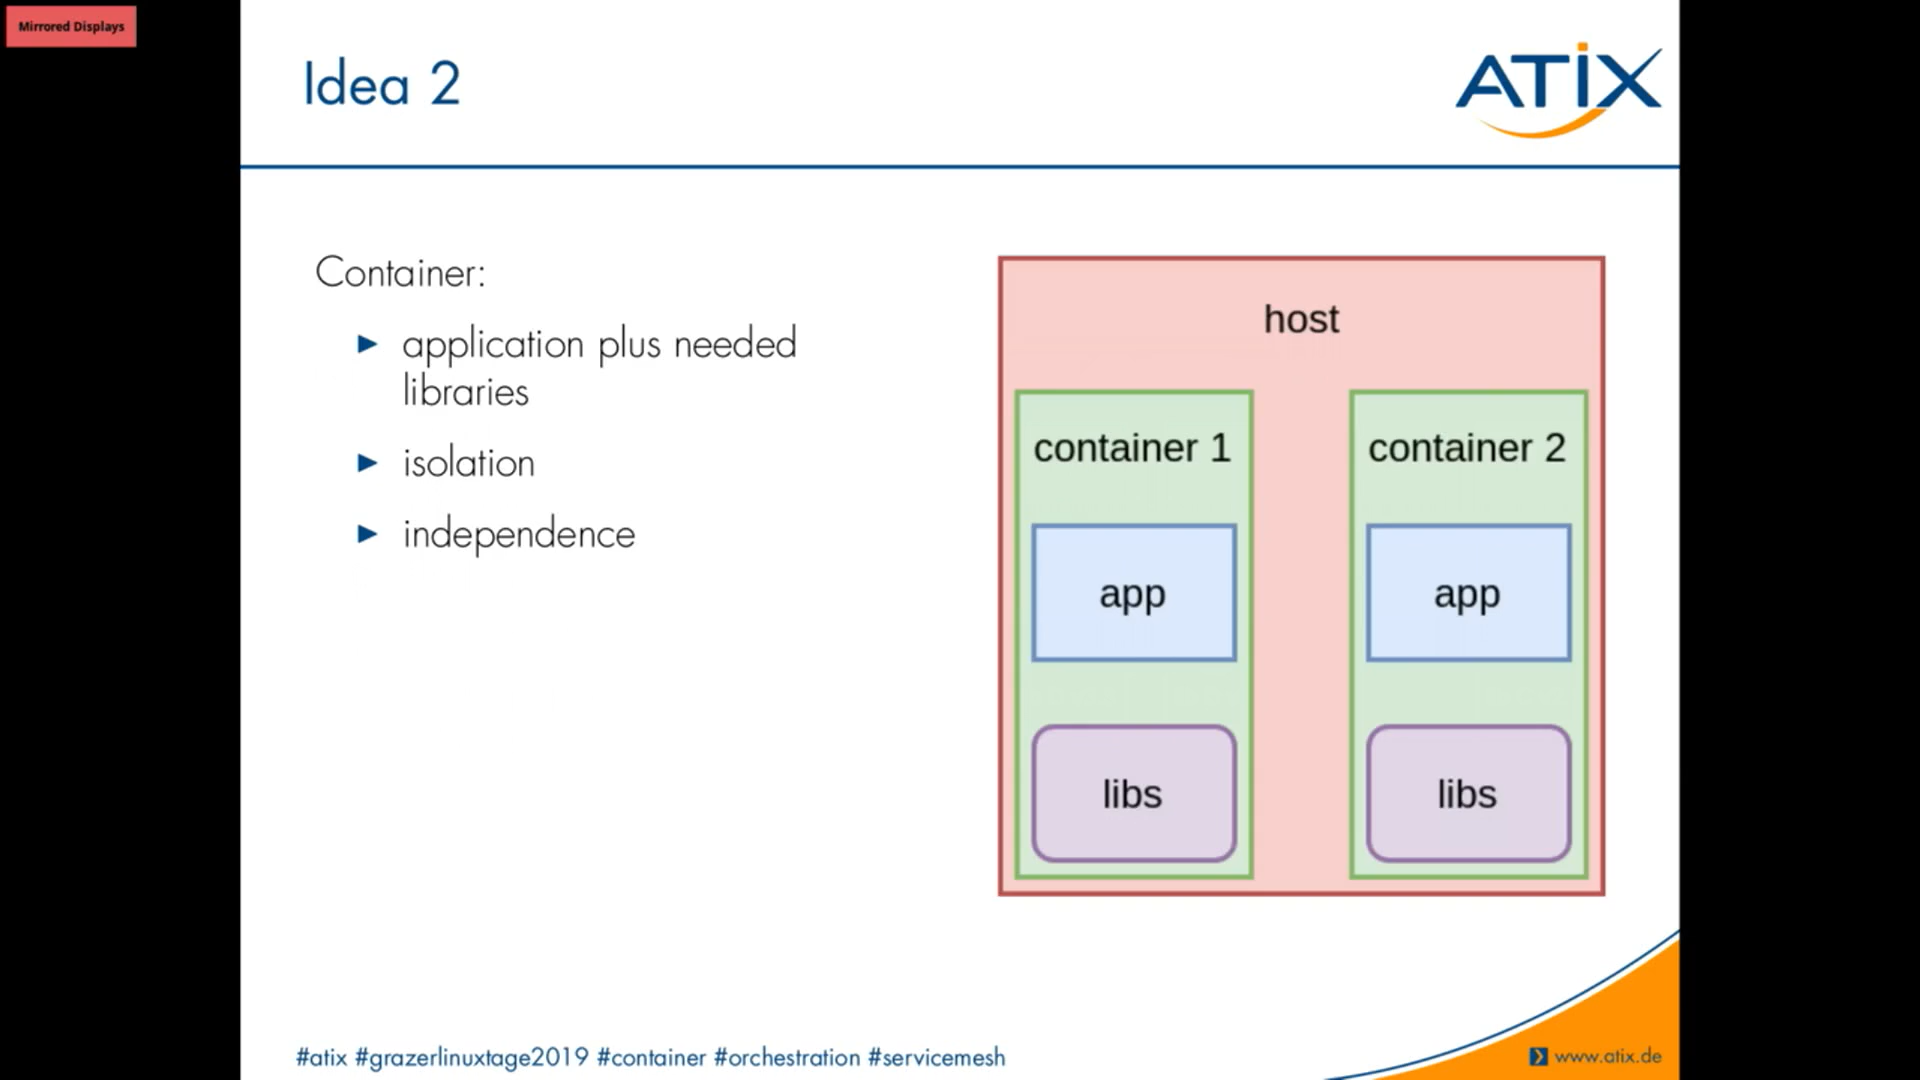 Mirrored Displays
Idea 2
ATIX
Container:
application plus needed
libraries
isolation
independence
host
container 1
container 2
app
app
libs
libs
#atix #grazerlinuxtage2019 #container #orchestration #servicemesh
www.atix.de